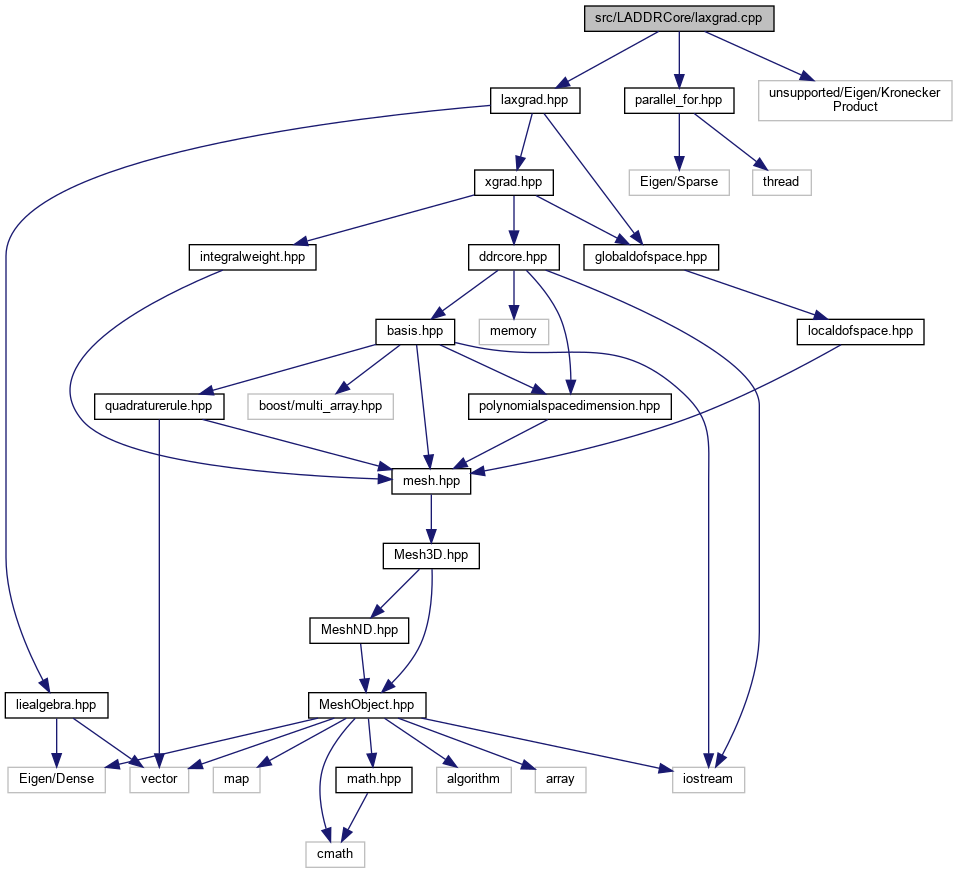 src/LADDRCore/laxgrad.cpp
laxgrad.hpp
parallel_for.hpp
unsupported/Eigen/Kronecker
Product
xgrad.hpp
Eigen/Sparse
thread
integralweight.hpp
ddrcore.hpp
globaldofspace.hpp
basis.hpp
memory
localdofspace.hpp
quadraturerule.hpp
boost/multi_array.hpp
polynomialspacedimension.hpp
mesh.hpp
Mesh3D.hpp
MeshND.hpp
liealgebra.hpp
MeshObject.hpp
Eigen/Dense
vector
map
math.hpp
algorithm
array
iostream
cmath